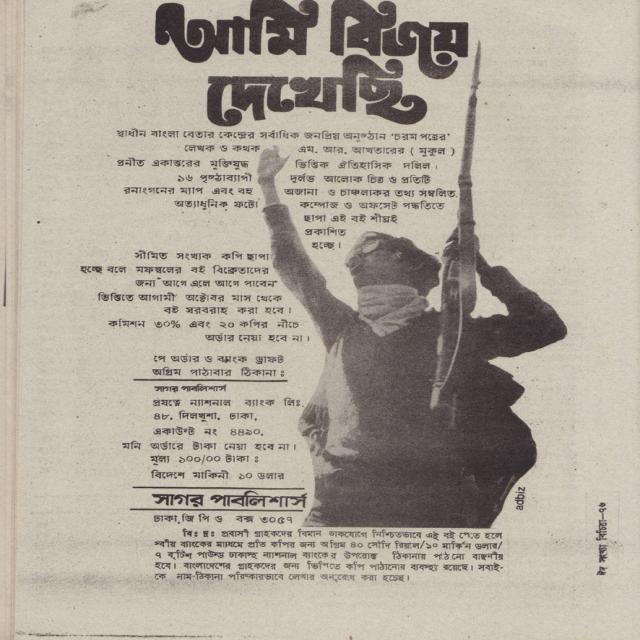 আমি বিজয়
দেখেছি
স্বাধীন বাংলা বেতার কেন্দ্রের সর্বাধিক জনপ্রিয় অনুষ্ঠান 'চরম পত্রের'
লেখক ও কথক এম. আর. আখতারের ( মুকুল )
প্রনীত একাত্তরের মুক্তিযুদ্ধ ভিত্তিক ঐতিহাসিক দলিল।
১৬ পৃষ্ঠাব্যাপী দুর্লভ আলোক চিত্র ও প্রতিটি
রনাংগনের ম্যাপ এবং বহু অজানা ও চাঞ্চল্যকর তথ্য সম্বলিত,
অত্যাধুনিক ফটো কম্পোজ ও অফসেট পদ্ধতিতে
ছাপা এই বই শীঘ্রই
প্রকাশিত
হচ্ছে।
সীমিত সংখ্যক কপি ছাপা
হচ্ছে বলে মফস্বলের বই বিক্রেতাদের
জন্য "আগে এলে আগে পাবেন"
ভিত্তিতে আগামী অক্টোবর মাস থেকে
বই সরবরাহ করা হবে।
কমিশন ৩০% এবং ২০ কপির নীচে
অর্ডার নেয়া হবে না।
পে অর্ডার ও ব্যাংক ড্রাফট
অগ্রিম পাঠাবার ঠিকানা :
সাগর পাবলিশার্স
প্রযত্নে ন্যাশনাল ব্যাংক লিঃ
৪৮, দিলখুশা, ঢাকা,
একাউন্ট নং ৪৪৯০,
মনি অর্ডারে টাকা নেয়া হবে না।
মূল্য ১০০/০০ টাকা :
বিদেশে মার্কিনী ১০ ডলার
সাগর পাবলিশার্স
ঢাকা, জি পি ও বক্স ৩০৫৭
বিঃ দ্রঃ প্রবাসী গ্রাহকদের বিমান ডাকযোগে নিশ্চিতভাবে এই বই পেতে হলে
স্থানীয় ব্যাংকের মাধ্যমে প্রতি কপির জন্য অগ্রিম ৪০ সৌদি রিয়াল/১০ মার্কিন ডলার/
৭ বৃটিশ পাউন্ড ঢাকাস্থ ন্যাশনাল ব্যাংকের উপরোক্ত ঠিকানায় পাঠানো বাঞ্ছনীয়
হবে। বাংলাদেশের গ্রাহকদের জন্য ভিপিতে কপি পাঠানোর ব্যবস্থা রয়েছে। সবাই-
কে নাম-ঠিকানা পরিষ্কারভাবে লেখার অনুরোধ করা হচ্ছে।
adbiz
ঈদ সংখ্যা বিচিত্রা—৭৬